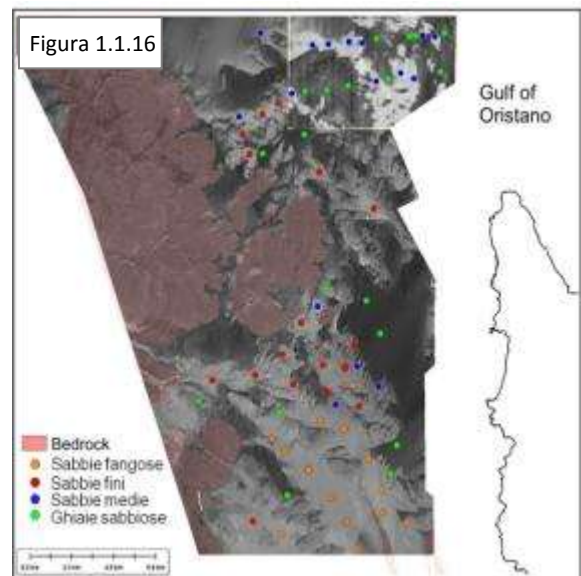 Figura 1.1.16
Gulf of
Oristano
Bedrock
Sabbie fangose
Sabbie fini
Sabbie medie
Ghiaie sabbiose